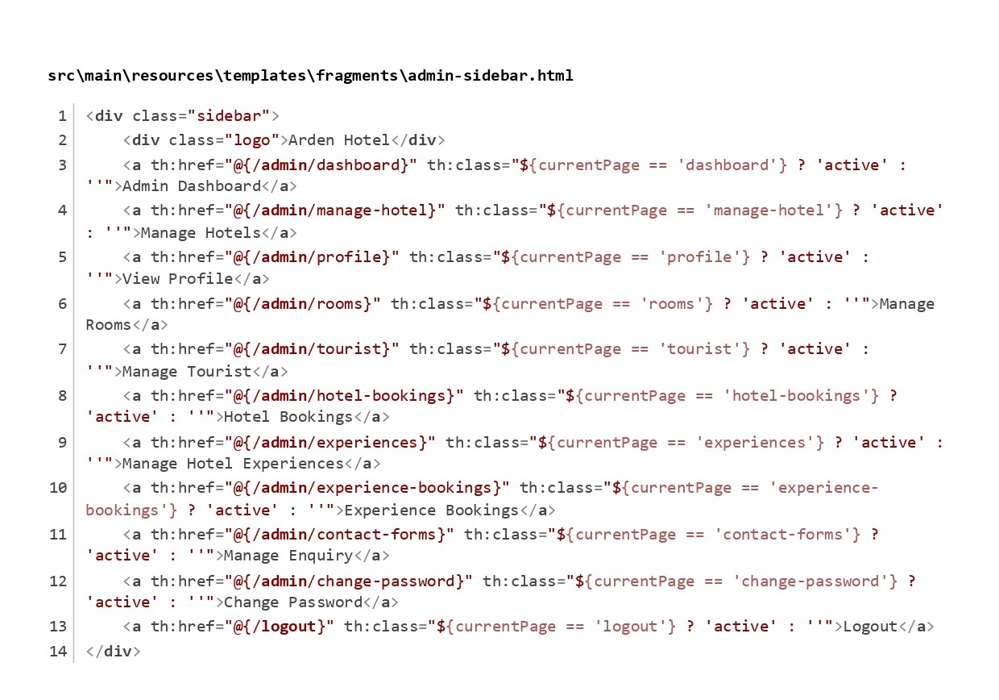 src\main\resources\templates\fragments\admin-sidebar.html
1 <div class="sidebar">
2     <div class="logo">Arden Hotel</div>
3     <a th:href="@{/admin/dashboard}" th:class="${currentPage == 'dashboard'} ? 'active' :
''">Admin Dashboard</a>
4     <a th:href="@{/admin/manage-hotel}" th:class="${currentPage == 'manage-hotel'} ? 'active'
: ''">Manage Hotels</a>
5     <a th:href="@{/admin/profile}" th:class="${currentPage == 'profile'} ? 'active' :
''">View Profile</a>
6     <a th:href="@{/admin/rooms}" th:class="${currentPage == 'rooms'} ? 'active' : ''">Manage
Rooms</a>
7     <a th:href="@{/admin/tourist}" th:class="${currentPage == 'tourist'} ? 'active' :
''">Manage Tourist</a>
8     <a th:href="@{/admin/hotel-bookings}" th:class="${currentPage == 'hotel-bookings'} ?
'active' : ''">Hotel Bookings</a>
9     <a th:href="@{/admin/experiences}" th:class="${currentPage == 'experiences'} ? 'active' :
''">Manage Hotel Experiences</a>
10     <a th:href="@{/admin/experience-bookings}" th:class="${currentPage == 'experience-
bookings'} ? 'active' : ''">Experience Bookings</a>
11     <a th:href="@{/admin/contact-forms}" th:class="${currentPage == 'contact-forms'} ?
'active' : ''">Manage Enquiry</a>
12     <a th:href="@{/admin/change-password}" th:class="${currentPage == 'change-password'} ?
'active' : ''">Change Password</a>
13     <a th:href="@{/logout}" th:class="${currentPage == 'logout'} ? 'active' : ''">Logout</a>
14 </div>